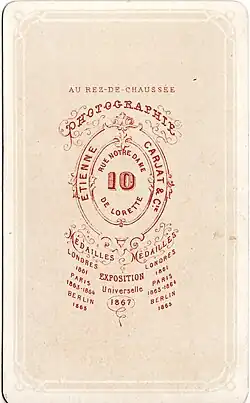 AU REZ-DE-CHAUSSÉE
PHOTOGRAPHIE
ÉTIENNE CARJAT & Cie
RUE NOTRE DAME
10
DE LORETTE
MÉDAILLES
LONDRES
1861
PARIS
1863-1864
BERLIN
1865
EXPOSITION
Universelle
1867
MÉDAILLES
LONDRES
1861
PARIS
1863-1864
BERLIN
1865